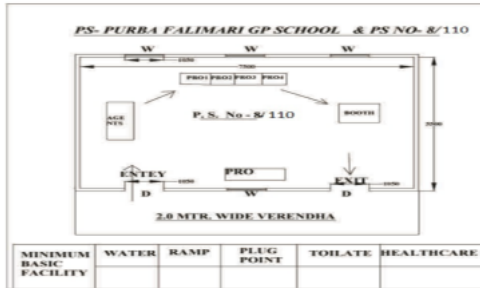 PS- PURBA FALIMARI GP SCHOOL & PS NO- 8/110
W W W
1050
7500
PRO1 PRO2 PRO3 PRO4
AGE
NTS
P. S. No - 8/ 110
BOOTH
ENTEY
PRO
EXIT
1050
1050
D W D
2.0 MTR. WIDE VERENDHA
MINIMUM
BASIC
FACILITY
WATER RAMP PLUG
POINT
TOILATE HEALTHCARE